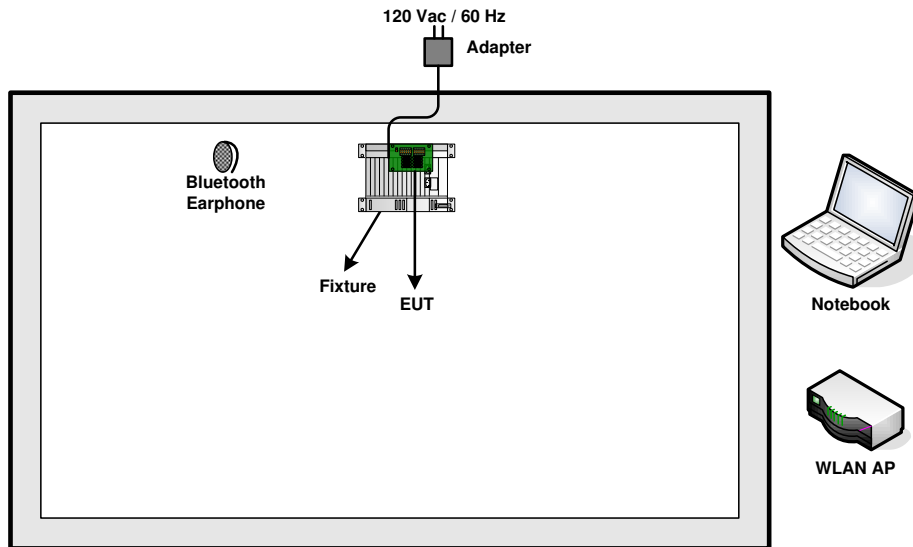 120 Vac / 60 Hz
Adapter
Bluetooth
Earphone
Fixture
EUT
Notebook
WLAN AP